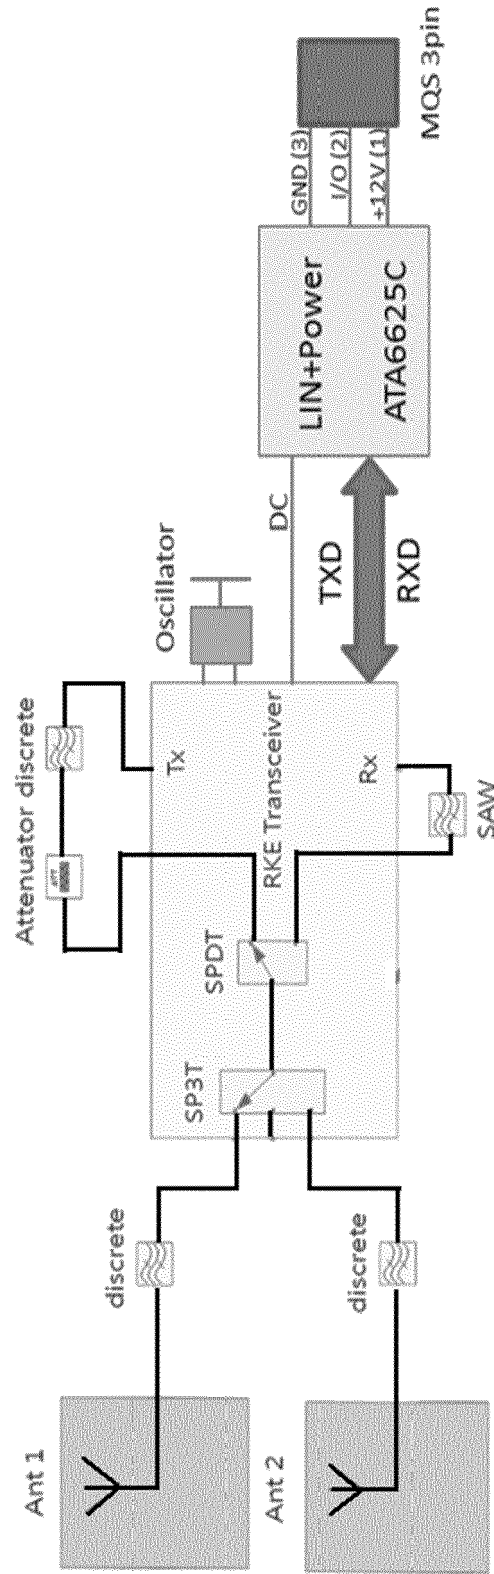 Ant 1
Ant 2
discrete
discrete
SP3T
SPDT
Attenuator discrete
ATT
Tx
RKE Transceiver
Rx
SAW
Oscillator
DC
TXD
RXD
LIN+Power
ATA6625C
GND (3)
I/O (2)
+12V (1)
MQS 3pin